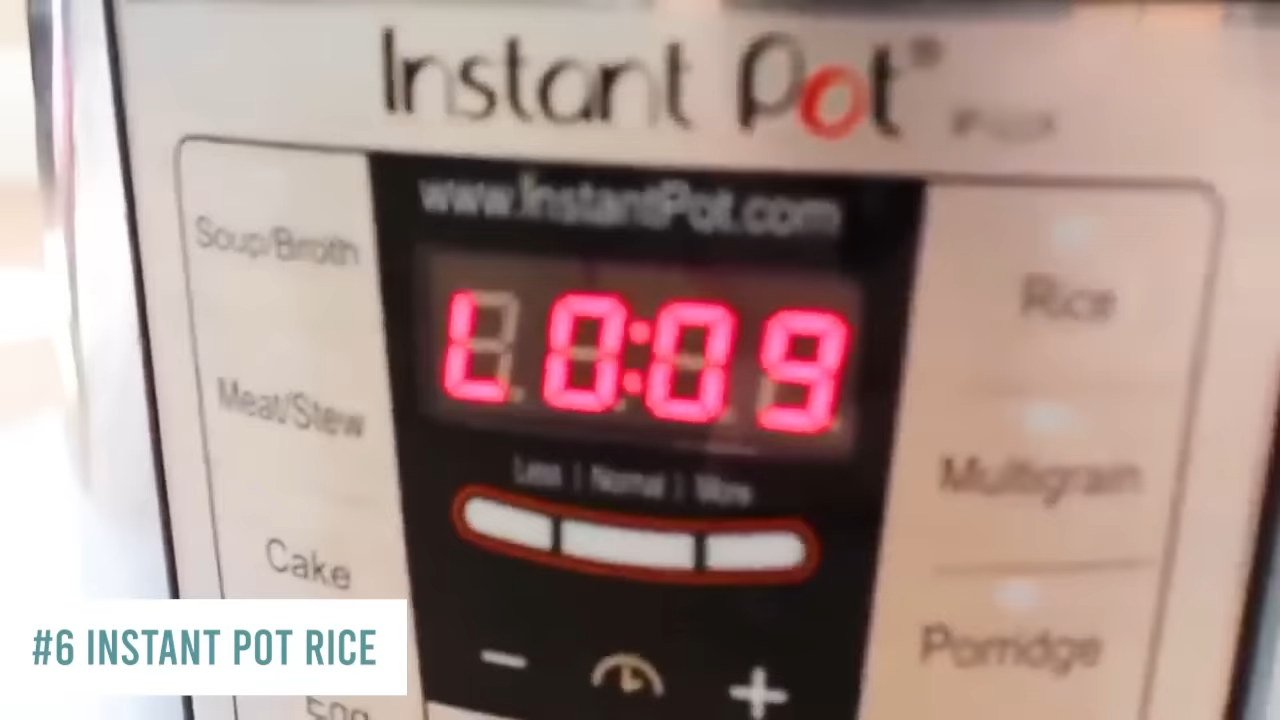 Instant Pot®
www.InstantPot.com
Soup/Broth
L0:09
Rice
Meat/Stew
Less | Normal | More
Multigrain
Cake
Porridge
− +
#6 INSTANT POT RICE